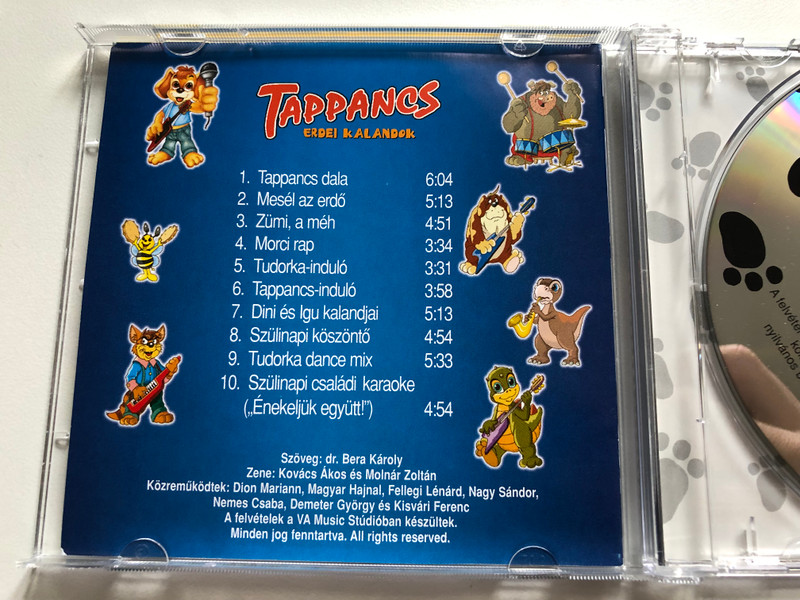 TAPPANCS
ERDEI KALANDOK
1. Tappancs dala 6:04
2. Mesél az erdő 5:13
3. Zümi, a méh 4:51
4. Morci rap 3:34
5. Tudorka-induló 3:31
6. Tappancs-induló 3:58
7. Dini és Igu kalandjai 5:13
8. Szülinapi köszöntő 4:54
9. Tudorka dance mix 5:33
10. Szülinapi családi karaoke
(„Énekeljük együtt!”) 4:54
Szöveg: dr. Bera Károly
Zene: Kovács Ákos és Molnár Zoltán
Közreműködtek: Dion Mariann, Magyar Hajnal, Fellegi Lénárd, Nagy Sándor,
Nemes Csaba, Demeter György és Kisvári Ferenc
A felvételek a VA Music Stúdióban készültek.
Minden jog fenntartva. All rights reserved.
A
nyilvános